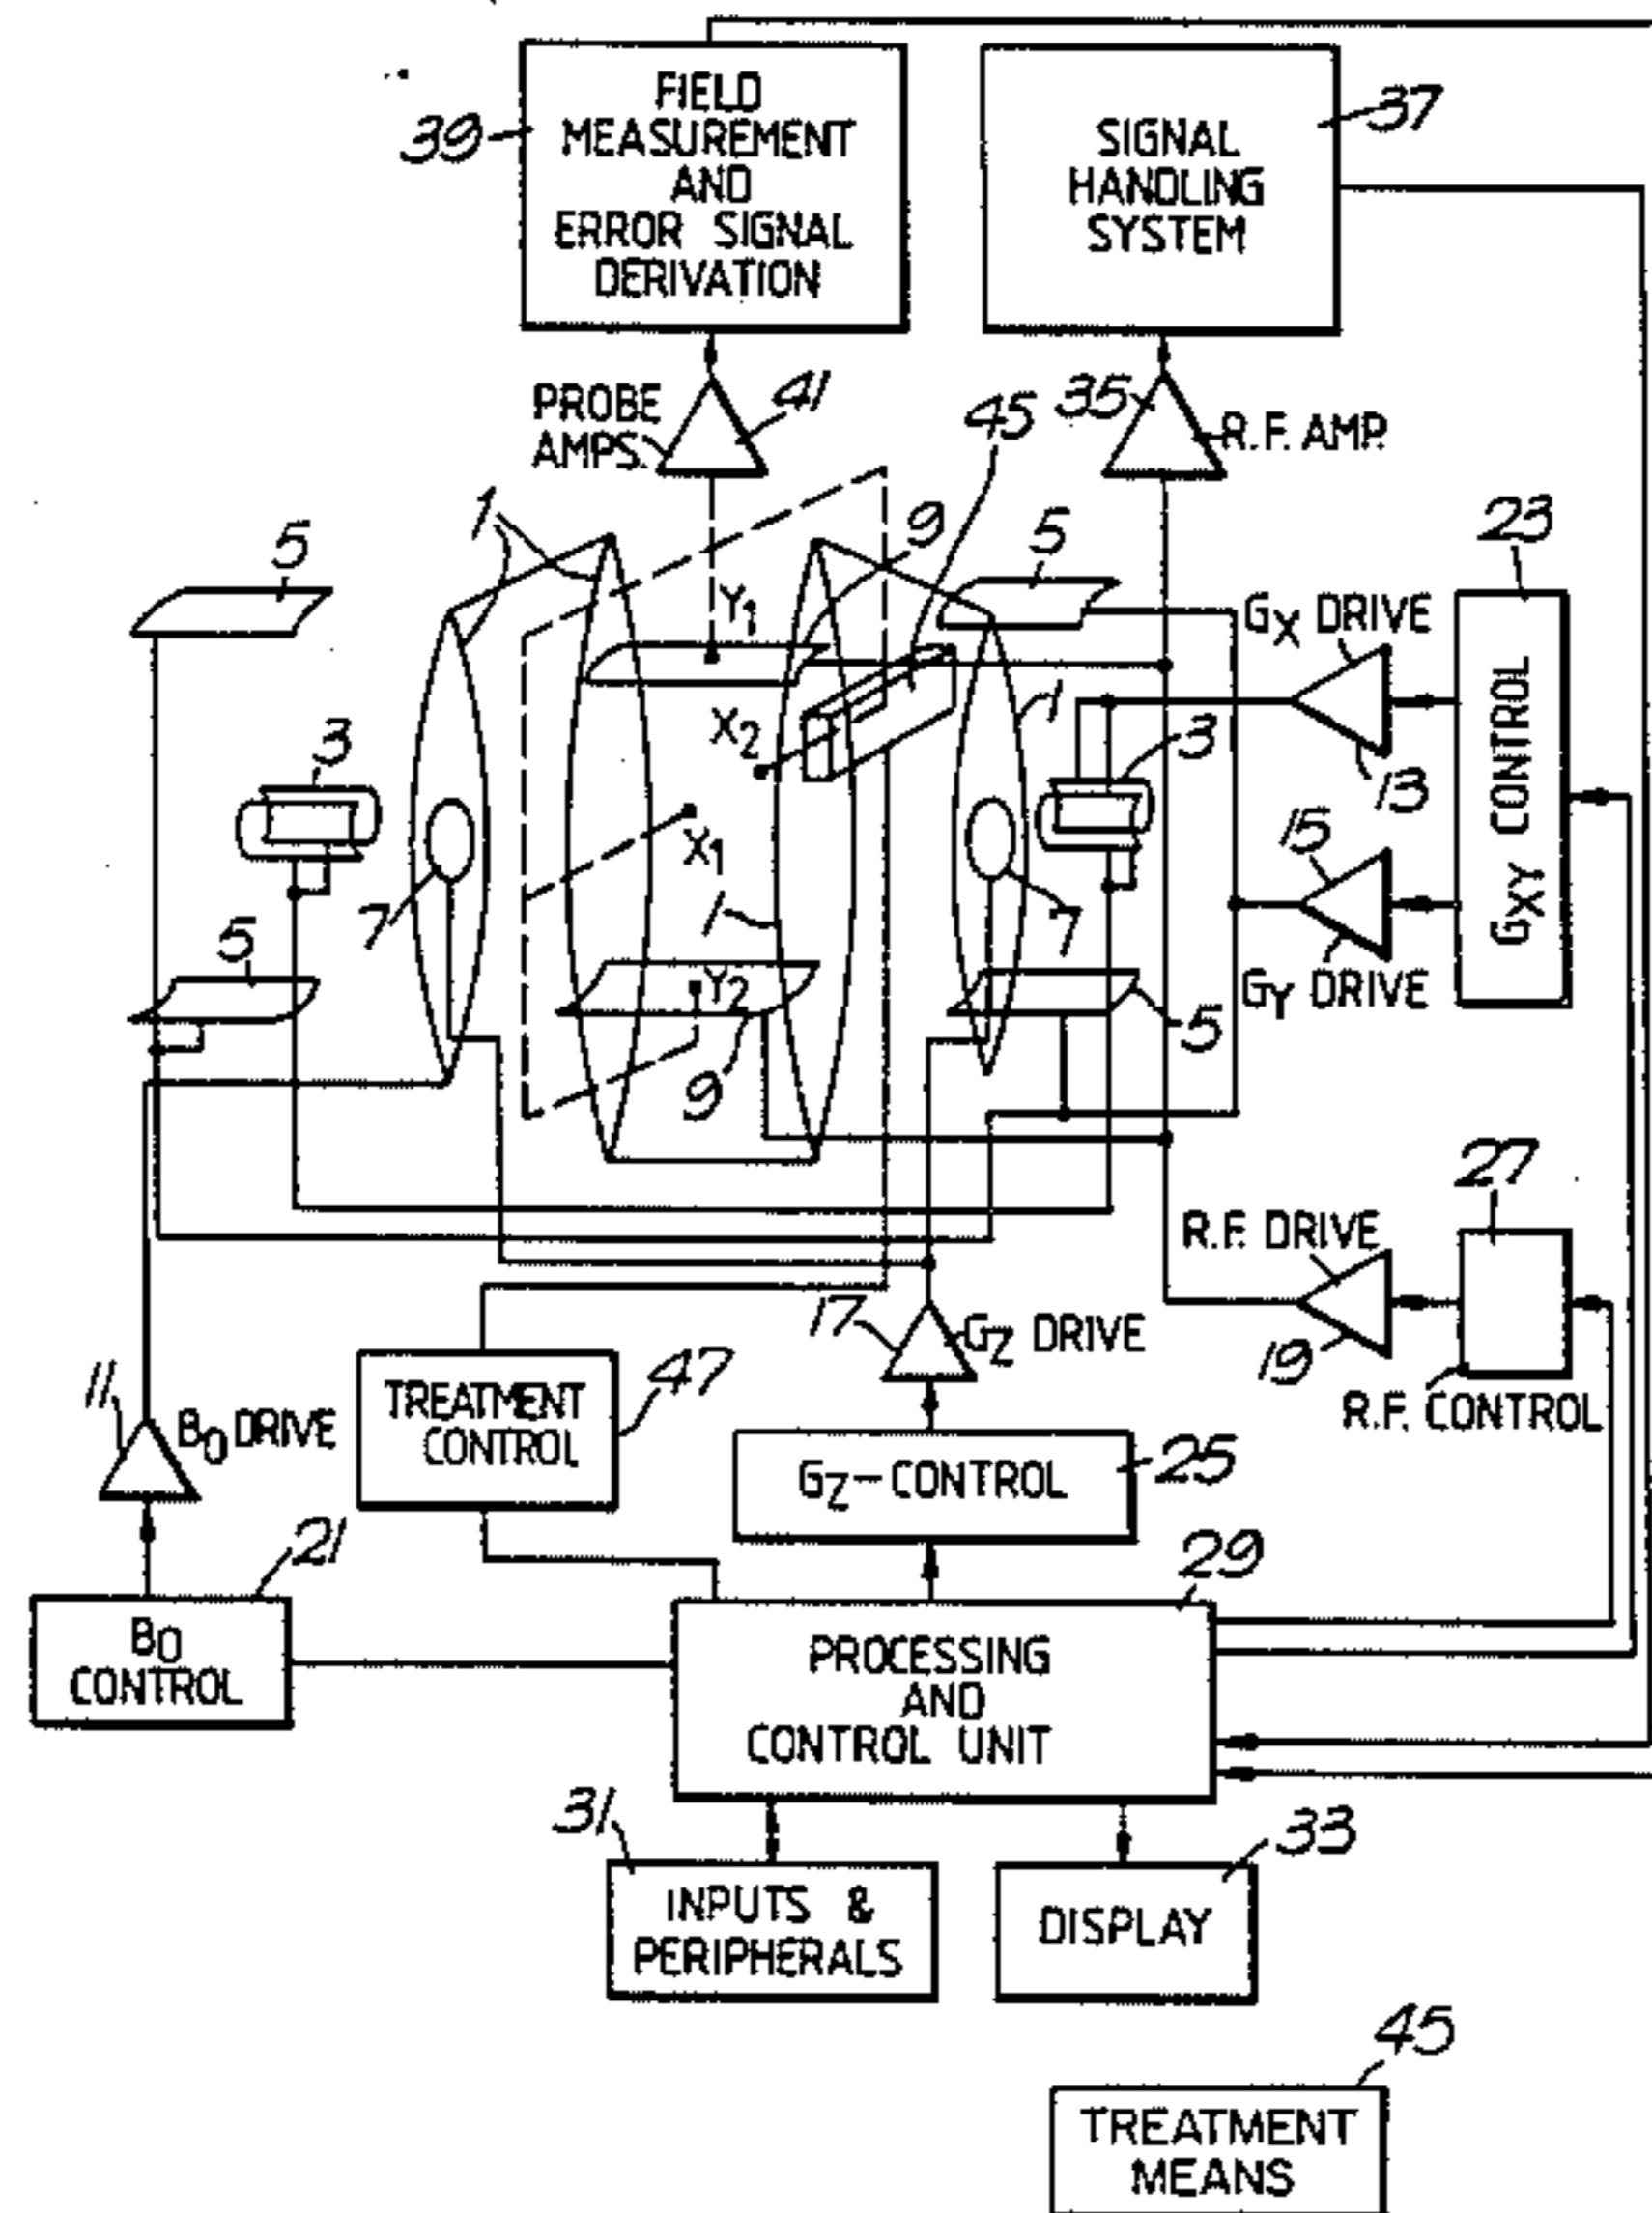 FIELD
MEASUREMENT
AND
ERROR SIGNAL
DERIVATION
39
SIGNAL
HANDLING
SYSTEM
37
PROBE
AMPS.
41
45
35
R.F. AMP.
5
1
9
5
23
Y1
GX DRIVE
X2
1
3
3
13
GXY CONTROL
X1
15
7
1
7
5
Y2
GY DRIVE
5
9
27
R.F. DRIVE
17
GZ DRIVE
19
11
B0 DRIVE
TREATMENT
CONTROL
47
R.F. CONTROL
GZ-CONTROL
25
21
29
B0
CONTROL
PROCESSING
AND
CONTROL UNIT
31
33
INPUTS &
PERIPHERALS
DISPLAY
45
TREATMENT
MEANS